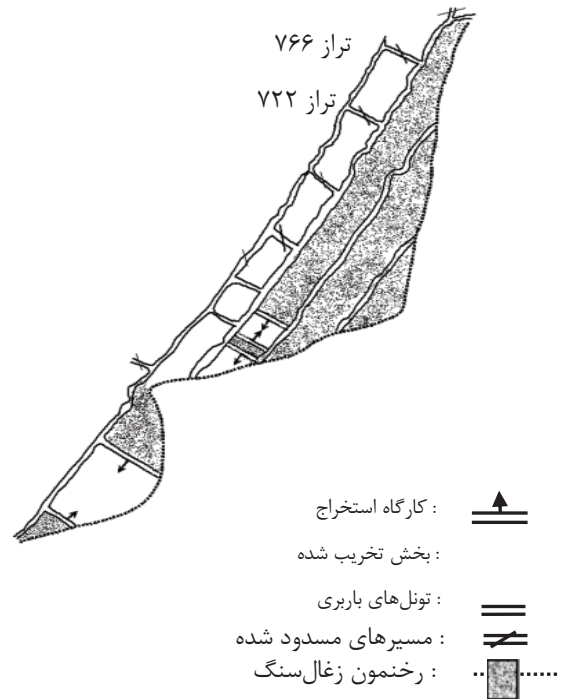 تراز ۷۶۶
تراز ۷۲۲
: کارگاه استخراج
: بخش تخریب شده
: تونل‌های باربری
: مسیرهای مسدود شده
: رخنمون زغال‌سنگ